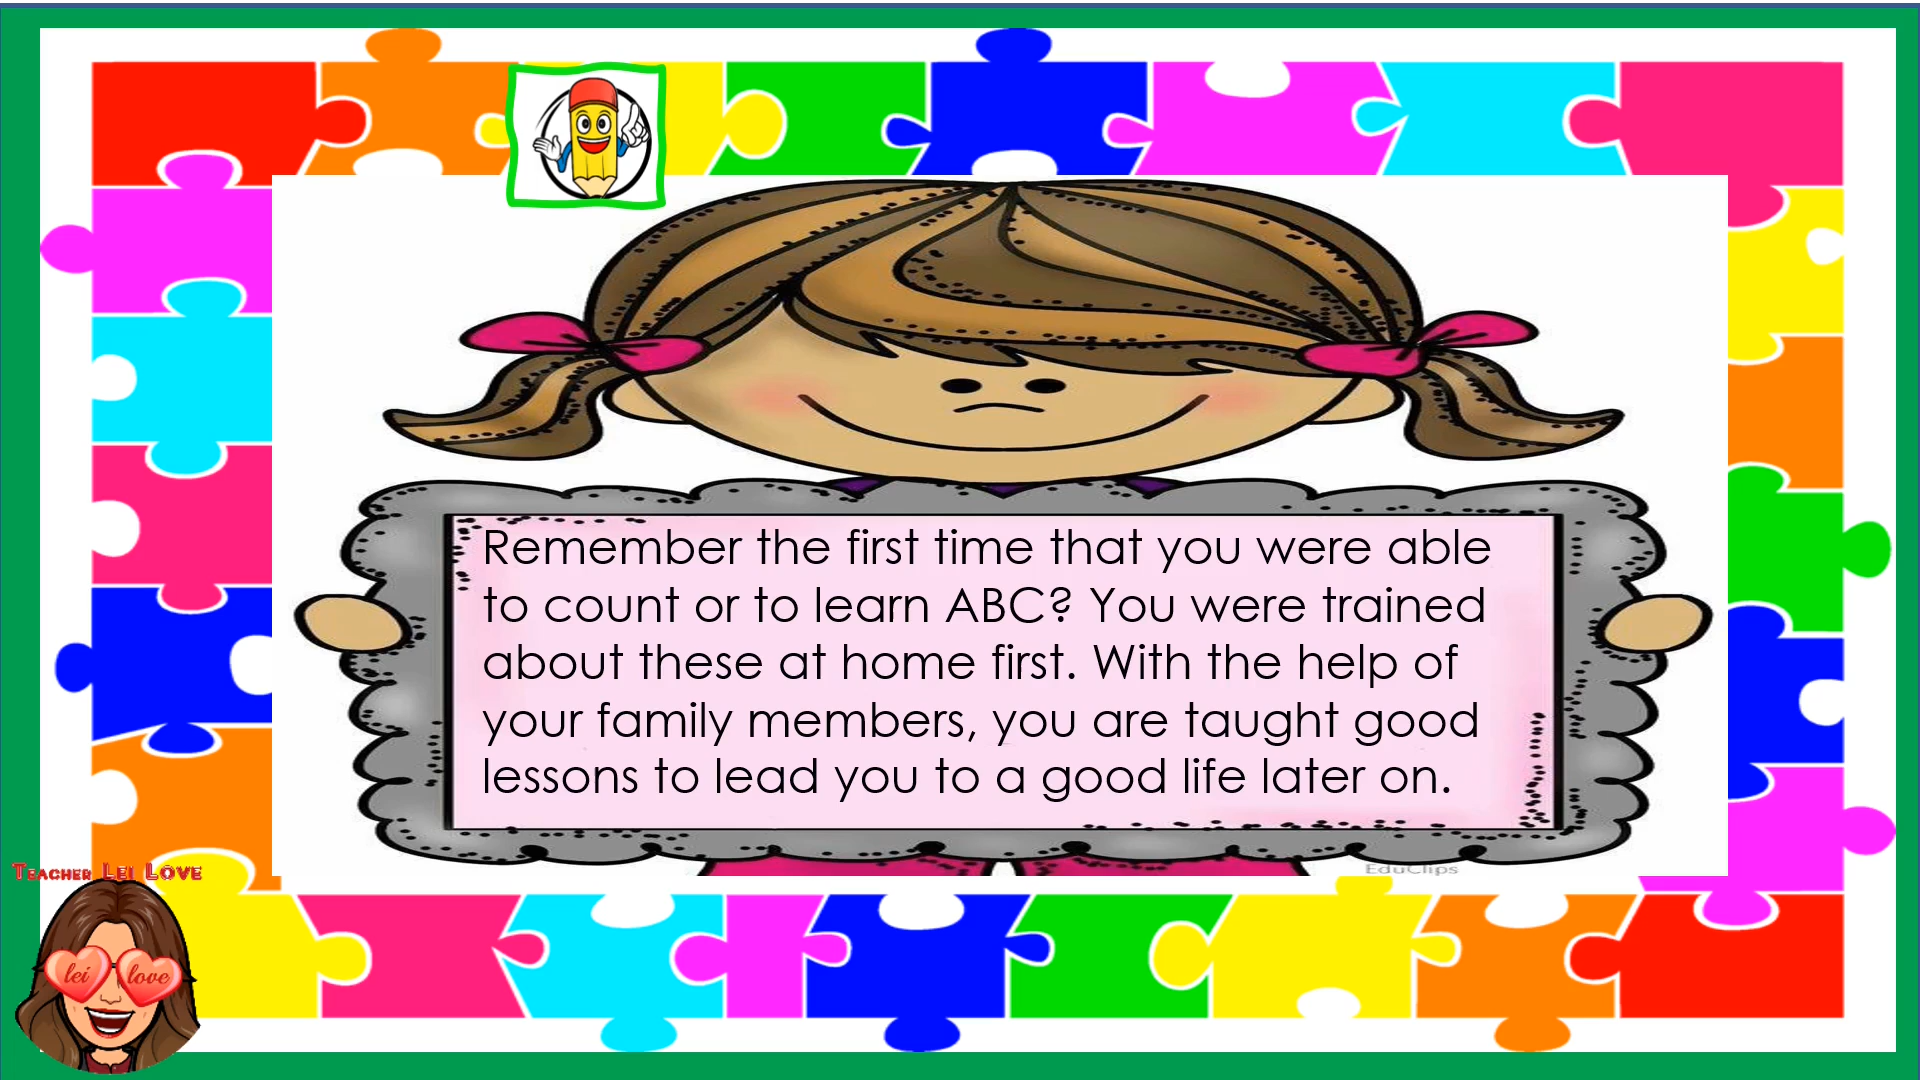 Remember the first time that you were able
to count or to learn ABC? You were trained
about these at home first. With the help of
your family members, you are taught good
lessons to lead you to a good life later on.
EduClips
TEACHER LEI LOVE
lei love